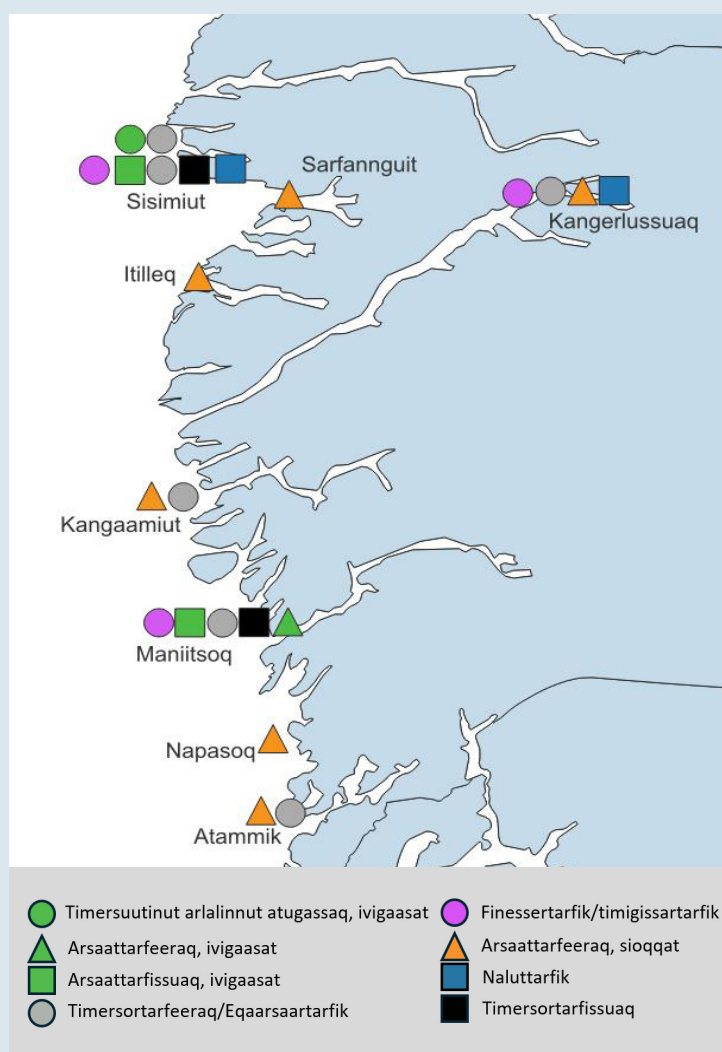 Sarfannguit
Sisimiut
Kangerlussuaq
Itilleq
Kangaamiut
Maniitsoq
Napasoq
Atammik
Timersuutinut arlalinnut atugassaq, ivigaasat
Arsaattarfeeraq, ivigaasat
Arsaattarfissuaq, ivigaasat
Timersortarfeeraq/Eqaarsaartarfik
Finessertarfik/timigissartarfik
Arsaattarfeeraq, sioqqat
Naluttarfik
Timersortarfissuaq